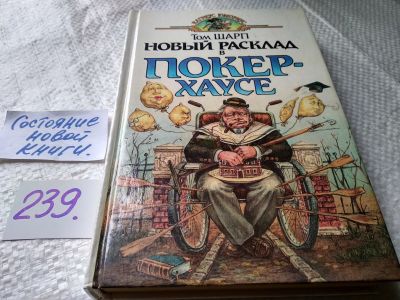 Том ШАРП
НОВЫЙ РАСКЛАД
В
ПОКЕР-
ХАУСЕ
Состояние
новой
книги.
239.